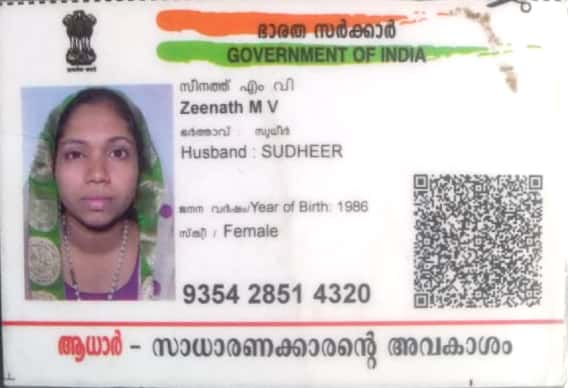 ഭാരത സർക്കാർ
GOVERNMENT OF INDIA
സീനത്ത് എം വി
Zeenath M V
ഭർത്താവ് : സുധീർ
Husband : SUDHEER
ജനന വർഷം/Year of Birth: 1986
സ്ത്രീ / Female
9354 2851 4320
ആധാർ - സാധാരണക്കാരന്റെ അവകാശം